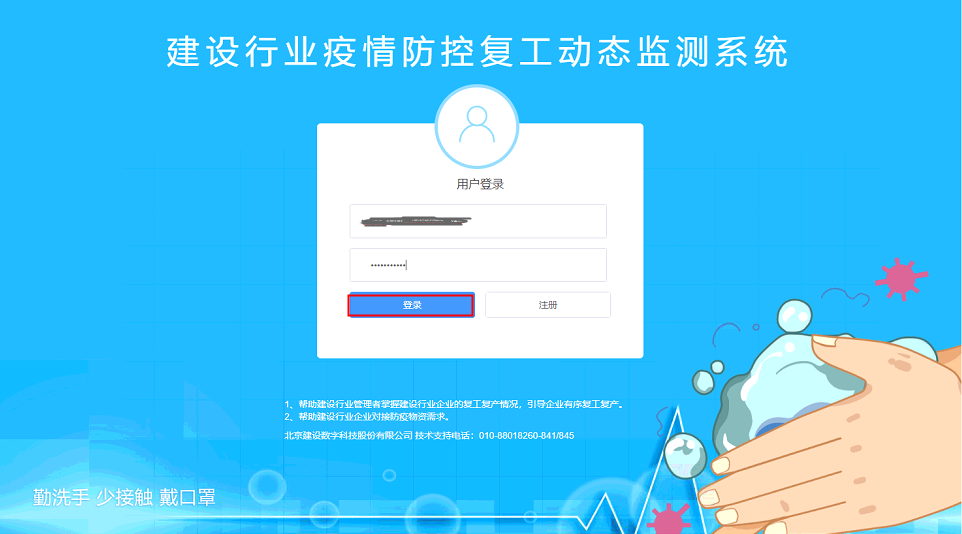 建设行业疫情防控复工动态监测系统
用户登录
登录 注册
1、帮助建设行业管理者掌握建设行业企业的复工复产情况，引导企业有序复工复产。
2、帮助建设行业企业对接防疫物资需求。
北京建设数字科技股份有限公司 技术支持电话：010-88018260-841/845
勤洗手 少接触 戴口罩